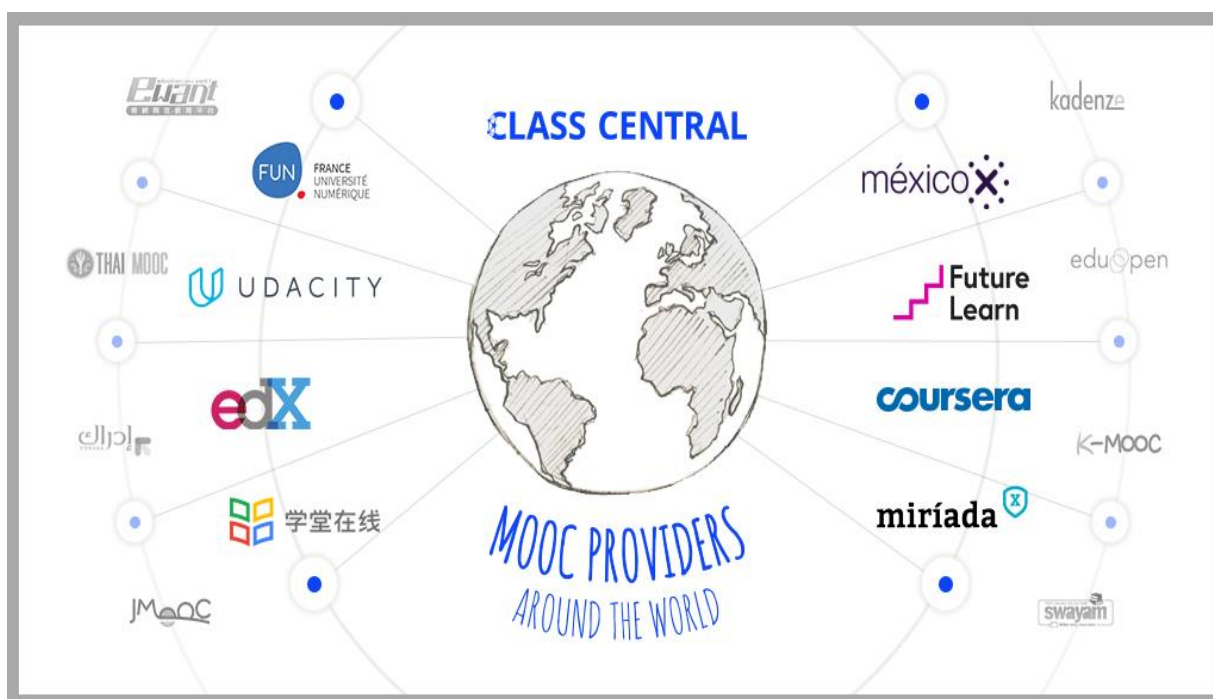 CLASS CENTRAL
ewant
FUN
FRANCE
UNIVERSITÉ
NUMÉRIQUE
THAI MOOC
UDACITY
edX
إدراك
学堂在线
JMOOC
kadenze
méxicoX
Future
Learn
eduOpen
coursera
K-MOOC
miríada X
swayam
MOOC PROVIDERS
AROUND THE WORLD